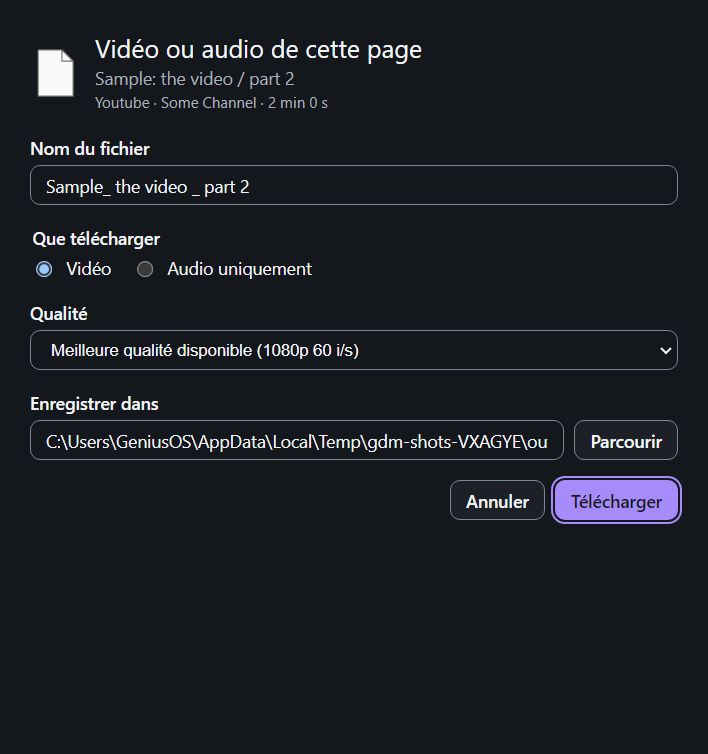 Vidéo ou audio de cette page
Sample: the video / part 2
Youtube · Some Channel · 2 min 0 s
Nom du fichier
Sample_ the video _ part 2
Que télécharger
Vidéo
Audio uniquement
Qualité
Meilleure qualité disponible (1080p 60 i/s)
Enregistrer dans
C:\Users\GeniusOS\AppData\Local\Temp\gdm-shots-VXAGYE\ou
Parcourir
Annuler
Télécharger